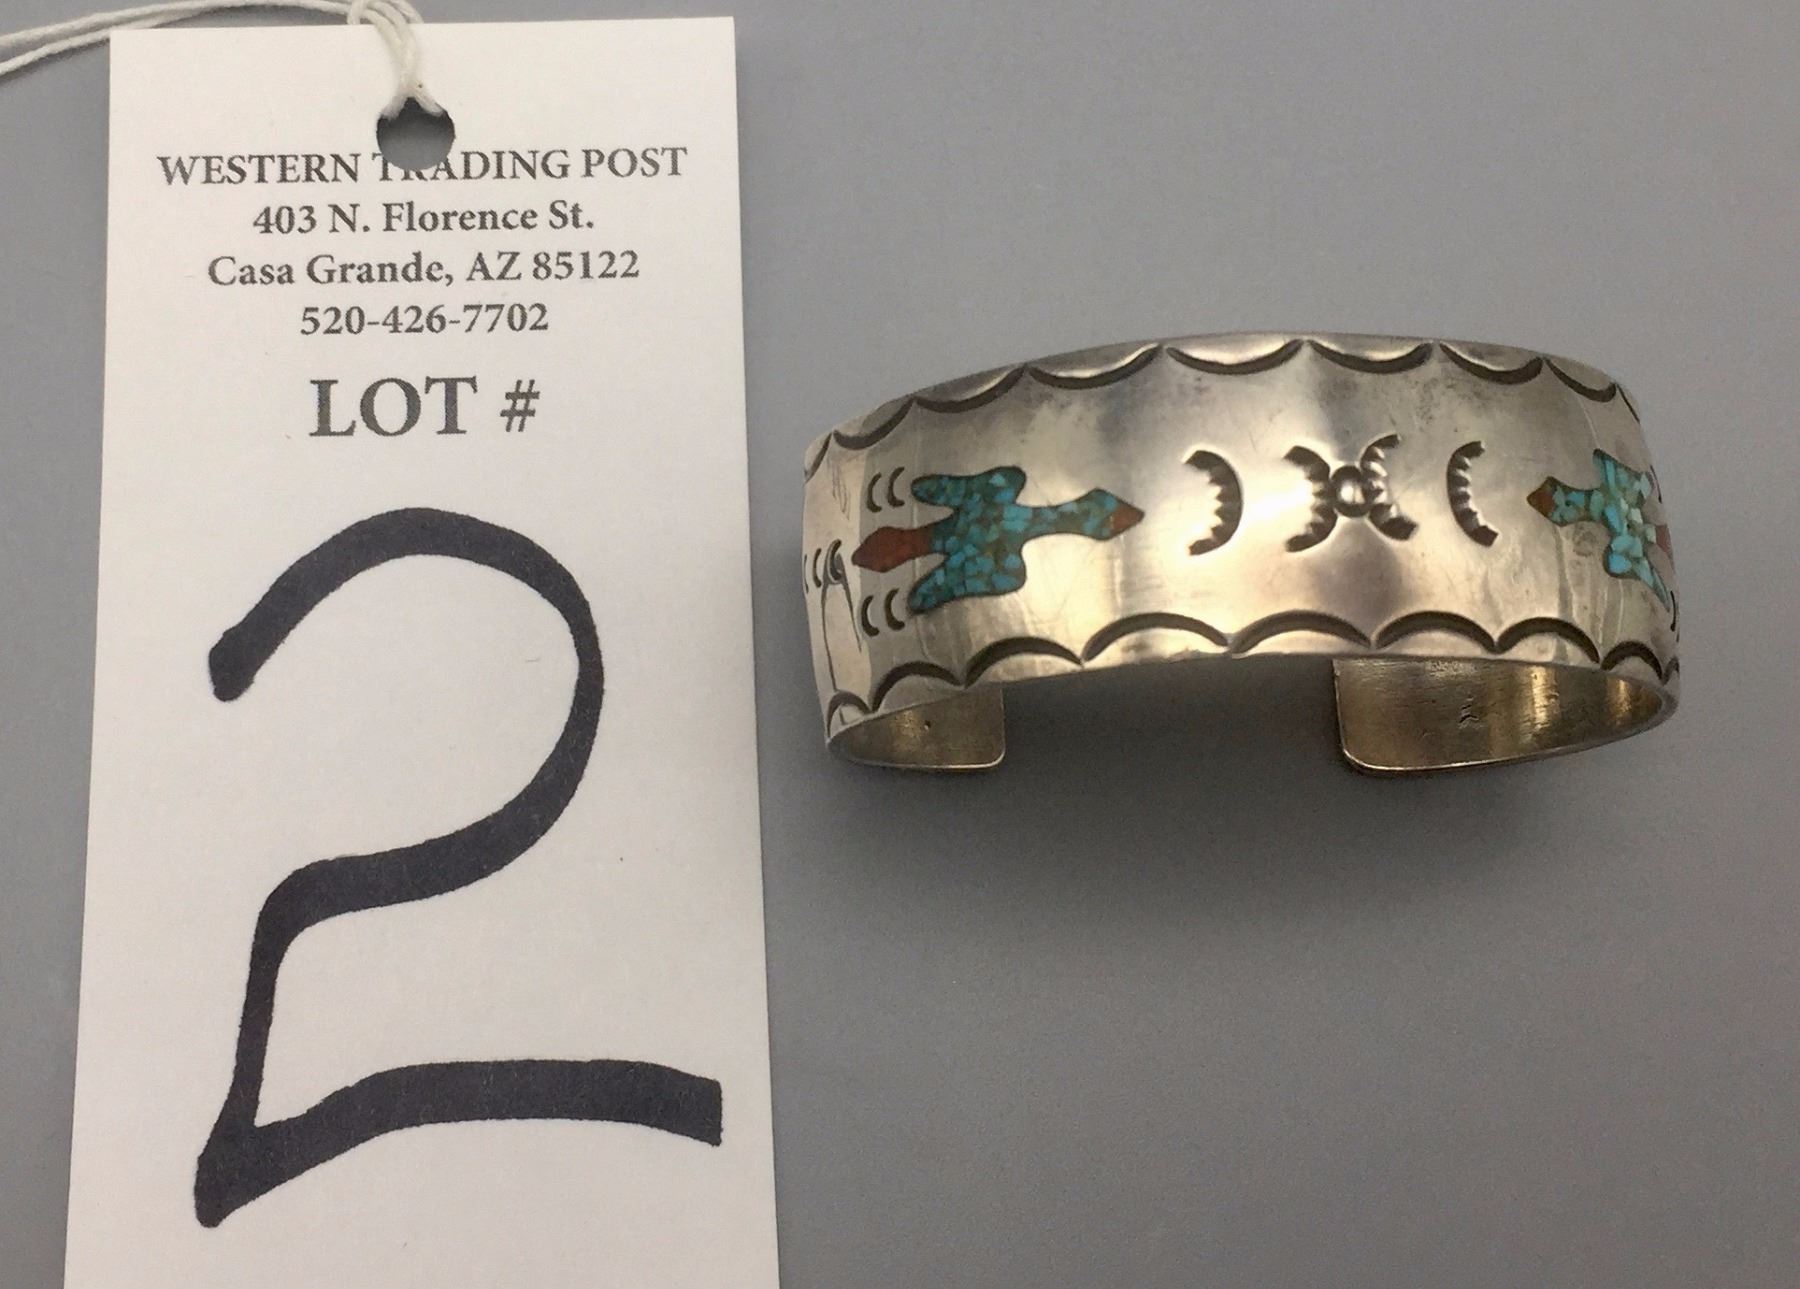 WESTERN TRADING POST
403 N. Florence St.
Casa Grande, AZ 85122
520-426-7702
LOT #
2